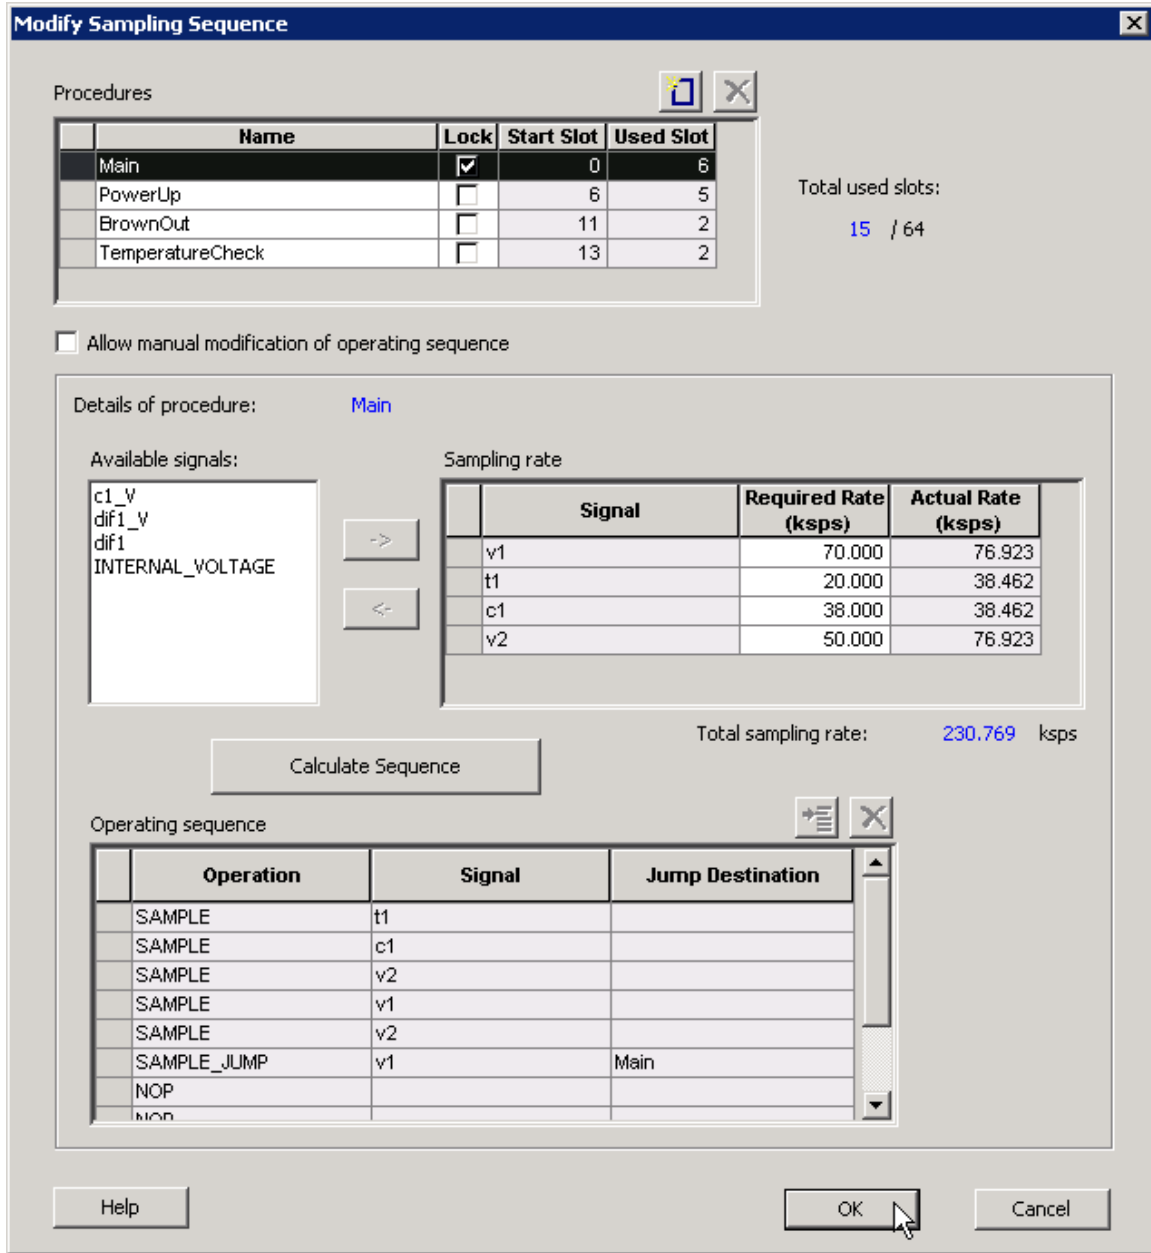 Modify Sampling Sequence
Procedures
Name Lock Start Slot Used Slot
Main 0 6
PowerUp 6 5
BrownOut 11 2
TemperatureCheck 13 2
Total used slots:
15 / 64
Allow manual modification of operating sequence
Details of procedure: Main
Available signals:
c1_V
dif1_V
dif1
INTERNAL_VOLTAGE
->
<-
Sampling rate
Signal Required Rate (ksps) Actual Rate (ksps)
v1 70.000 76.923
t1 20.000 38.462
c1 38.000 38.462
v2 50.000 76.923
Total sampling rate: 230.769 ksps
Calculate Sequence
Operating sequence
Operation Signal Jump Destination
SAMPLE t1
SAMPLE c1
SAMPLE v2
SAMPLE v1
SAMPLE v2
SAMPLE_JUMP v1 Main
NOP
NOP
Help
OK
Cancel